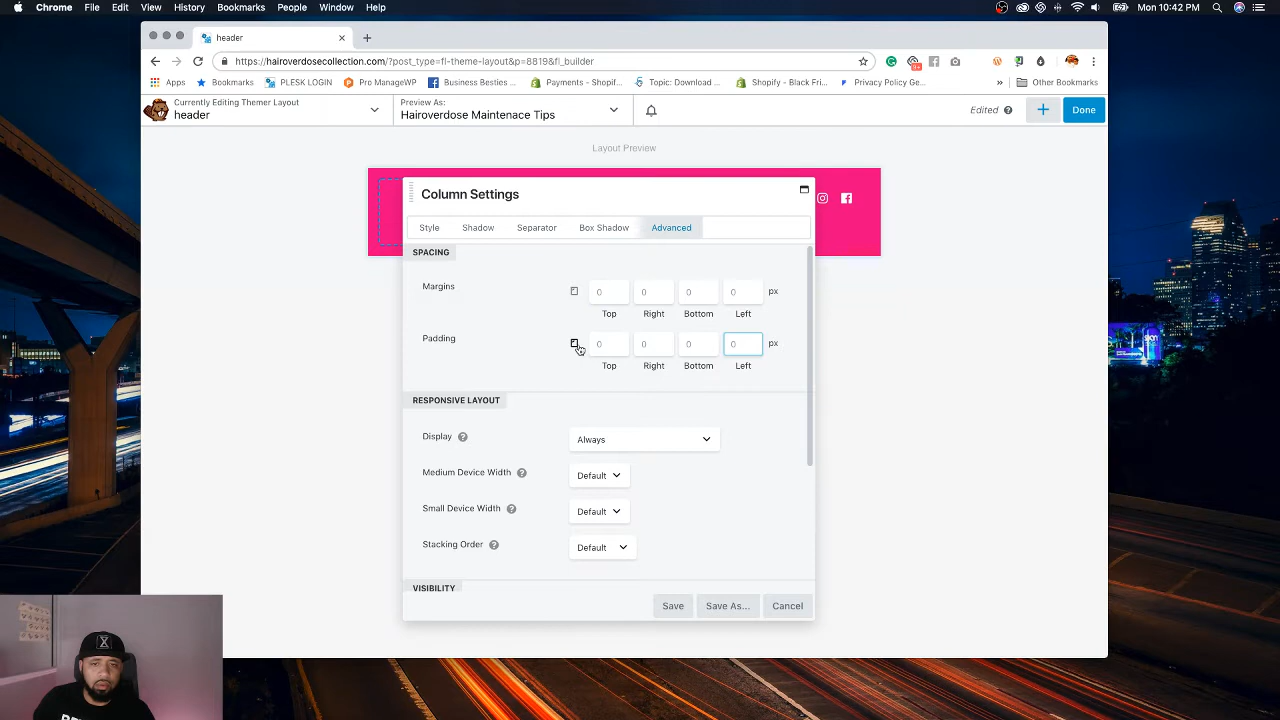 Chrome File Edit View History Bookmarks People Window Help Mon 10:42 PM
header
https://hairoverdosecollection.com/?post_type=fl-theme-layout&p=8819&fl_builder
Apps Bookmarks PLESK LOGIN Pro ManageWP Business Besties ... Payments - Shopif... Topic: Download ... Shopify - Black Fri... Privacy Policy Ge... » Other Bookmarks
Currently Editing Themer Layout
header
Preview As:
Hairoverdose Maintenace Tips
Edited
Done
Layout Preview
Column Settings
Style Shadow Separator Box Shadow Advanced
SPACING
Margins 0 0 0 0 px
Top Right Bottom Left
Padding 0 0 0 0 px
Top Right Bottom Left
RESPONSIVE LAYOUT
Display Always
Medium Device Width Default
Small Device Width Default
Stacking Order Default
VISIBILITY
Save Save As... Cancel